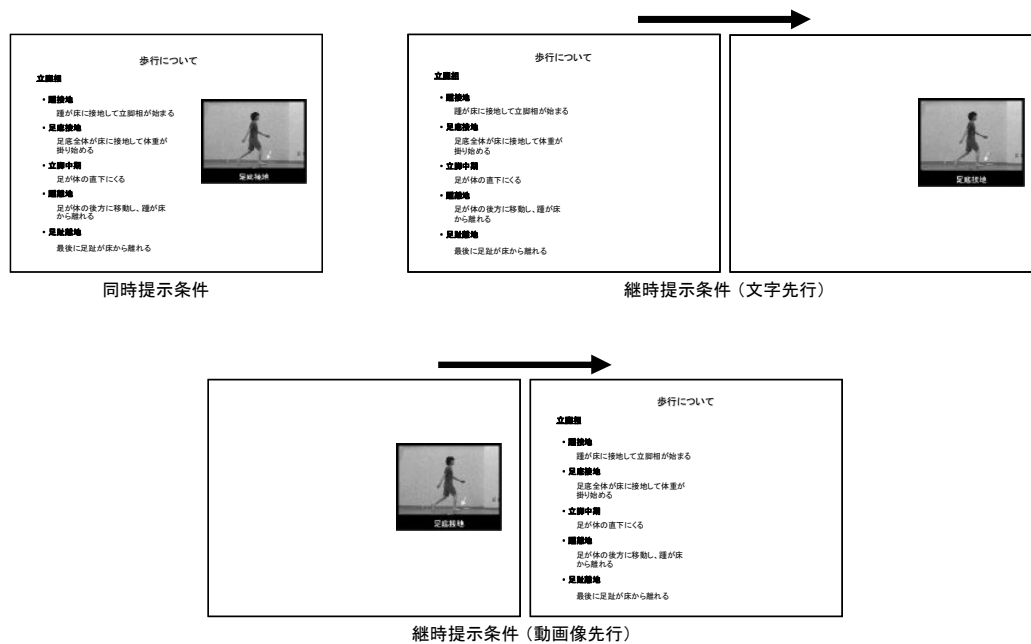 歩行について
立脚相
・踵接地
踵が床に接地して立脚相が始まる
・足底接地
足底全体が床に接地して体重が
掛り始める
・立脚中期
足が体の直下にくる
・踵離地
足が体の後方に移動し、踵が床
から離れる
・足趾離地
最後に足趾が床から離れる
足底接地
同時提示条件
歩行について
立脚相
・踵接地
踵が床に接地して立脚相が始まる
・足底接地
足底全体が床に接地して体重が
掛り始める
・立脚中期
足が体の直下にくる
・踵離地
足が体の後方に移動し、踵が床
から離れる
・足趾離地
最後に足趾が床から離れる
足底接地
継時提示条件（文字先行）
足底接地
歩行について
立脚相
・踵接地
踵が床に接地して立脚相が始まる
・足底接地
足底全体が床に接地して体重が
掛り始める
・立脚中期
足が体の直下にくる
・踵離地
足が体の後方に移動し、踵が床
から離れる
・足趾離地
最後に足趾が床から離れる
継時提示条件（動画像先行）